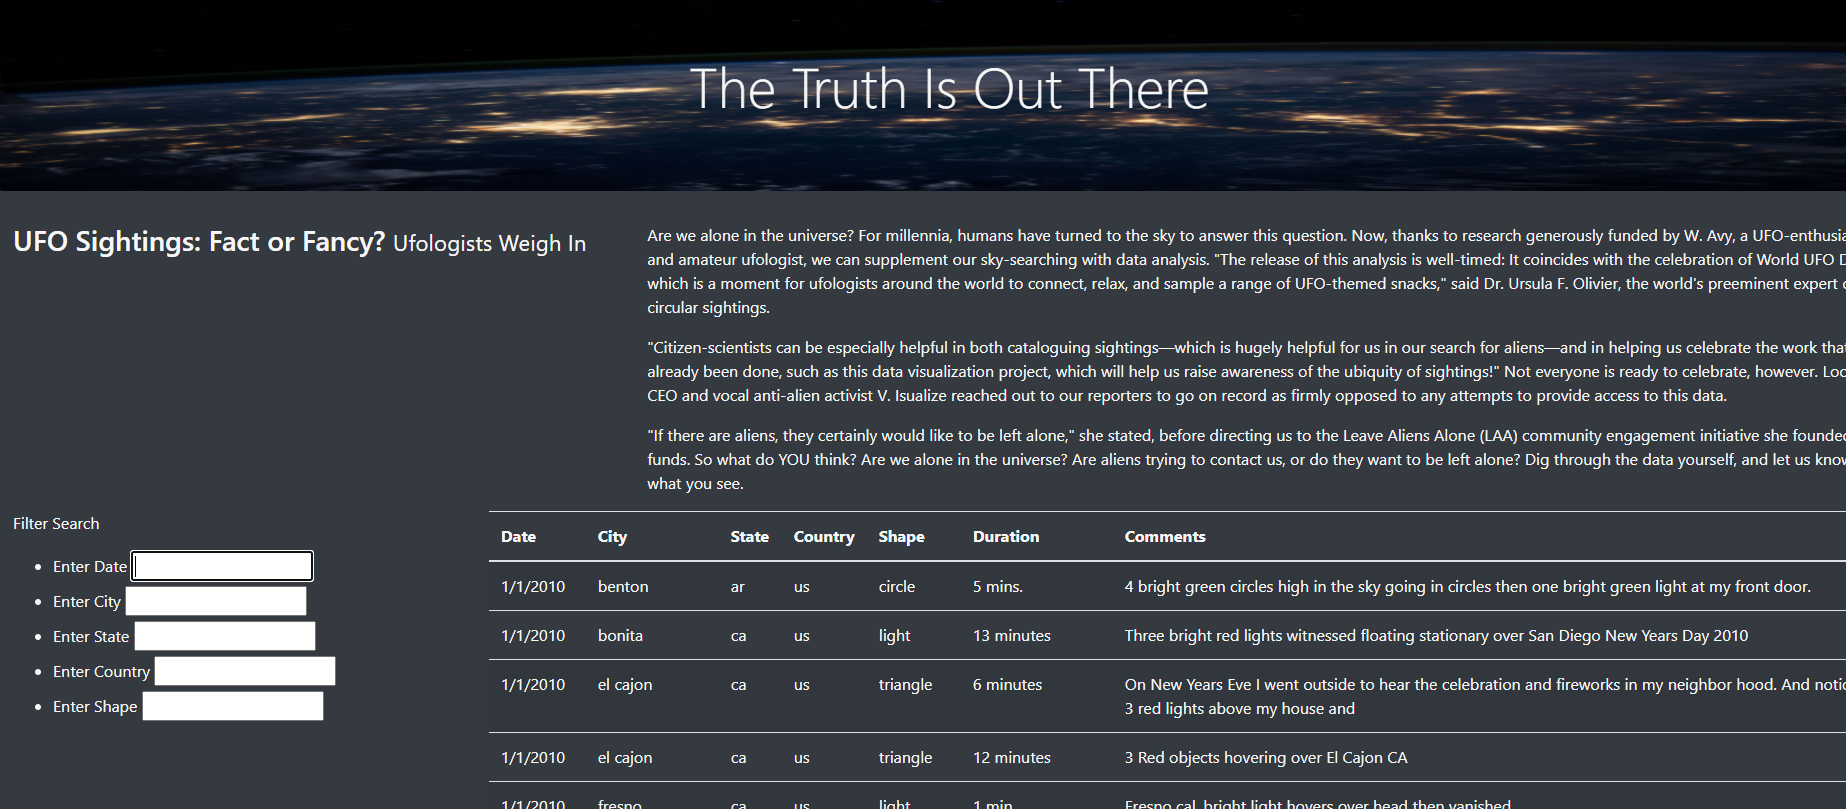 The Truth Is Out There
UFO Sightings: Fact or Fancy? Ufologists Weigh In
Are we alone in the universe? For millennia, humans have turned to the sky to answer this question. Now, thanks to research generously funded by W. Avy, a
and amateur ufologist, we can supplement our sky-searching with data analysis. "The release of this analysis is well-timed: It coincides with the celebration of World UFO
which is a moment for ufologists around the world to connect, relax, and sample a range of UFO-themed snacks," said Dr. Ursula F. Olivier, the world's preeminent expert
circular sightings.
"Citizen-scientists can be especially helpful in both cataloguing sightings—which is hugely helpful for us in our search for aliens—and in helping us celebrate the work
already been done, such as this data visualization project, which will help us raise awareness of the ubiquity of sightings!" Not everyone is ready to celebrate, however.
CEO and vocal anti-alien activist V. Isualize reached out to our reporters to go on record as firmly opposed to any attempts to provide access to this data.
"If there are aliens, they certainly would like to be left alone," she stated, before directing us to the Leave Aliens Alone (LAA) community engagement initiative she
funds. So what do YOU think? Are we alone in the universe? Are aliens trying to contact us, or do they want to be left alone? Dig through the data yourself, and let us
what you see.
Filter Search
Enter Date
Enter City
Enter State
Enter Country
Enter Shape
Date City State Country Shape Duration Comments
1/1/2010 benton ar us circle 5 mins. 4 bright green circles high in the sky going in circles then one bright green light at my front door.
1/1/2010 bonita ca us light 13 minutes Three bright red lights witnessed floating stationary over San Diego New Years Day 2010
1/1/2010 el cajon ca us triangle 6 minutes On New Years Eve I went outside to hear the celebration and fireworks in my neighbor hood. And
3 red lights above my house and
1/1/2010 el cajon ca us triangle 12 minutes 3 Red objects hovering over El Cajon CA
1/1/2010 fresno ca us light 1 min. Fresno cal. bright light hovers over head then vanished